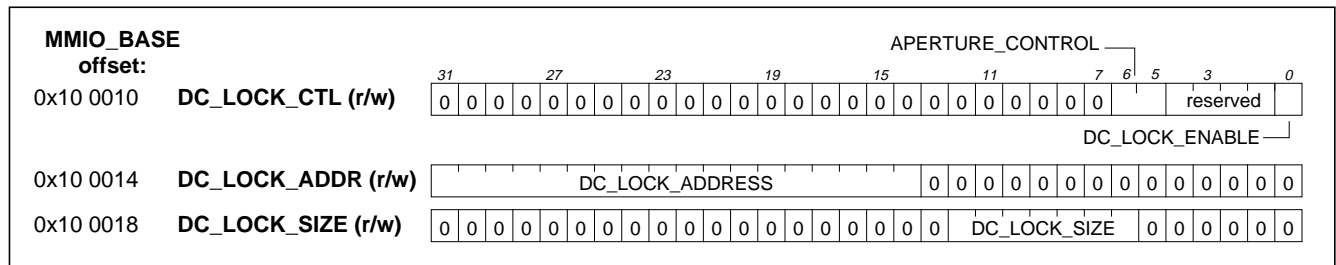 MMIO_BASE
offset:
APERTURE_CONTROL
31 27 23 19 15 11 7 6 5 3 0
0x10 0010 DC_LOCK_CTL (r/w) 0 0 0 0 0 0 0 0 0 0 0 0 0 0 0 0 0 0 0 0 0 0 0 0 0 reserved
DC_LOCK_ENABLE
0x10 0014 DC_LOCK_ADDR (r/w) DC_LOCK_ADDRESS 0 0 0 0 0 0 0 0 0 0 0 0 0 0
0x10 0018 DC_LOCK_SIZE (r/w) 0 0 0 0 0 0 0 0 0 0 0 0 0 0 0 0 0 0 0 DC_LOCK_SIZE 0 0 0 0 0 0